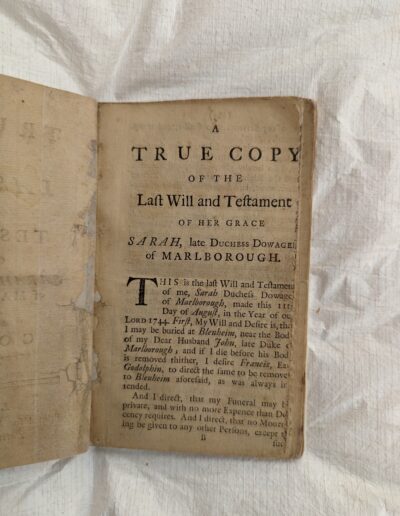 A
TRUE COPY
OF THE
Laſt Will and Teſtament
OF HER GRACE
SARAH, late DUCHESS DOWAGE
of MARLBOROUGH.
THIS is the laſt Will and Teſtamen
of me, Sarah Ducheſs Dowage
of Marlborough, made this 11
Day of Auguſt, in the Year of ou
LORD 1744. Firſt, My Will and Deſire is, tha
I may be buried at Blenheim, near the Bod
of my Dear Husband John, late Duke o
Marlborough; and if I die before his Bod
is removed thither, I deſire Francis, Ea
Godolphin, to direct the ſame to be remove
to Blenheim aforeſaid, as was always in
tended.
And I direct, that my Funeral may b
private, and with no more Expence than De
cency requires. And I direct, that no Mourn
ing be given to any other Perſons, except
B
ſuc